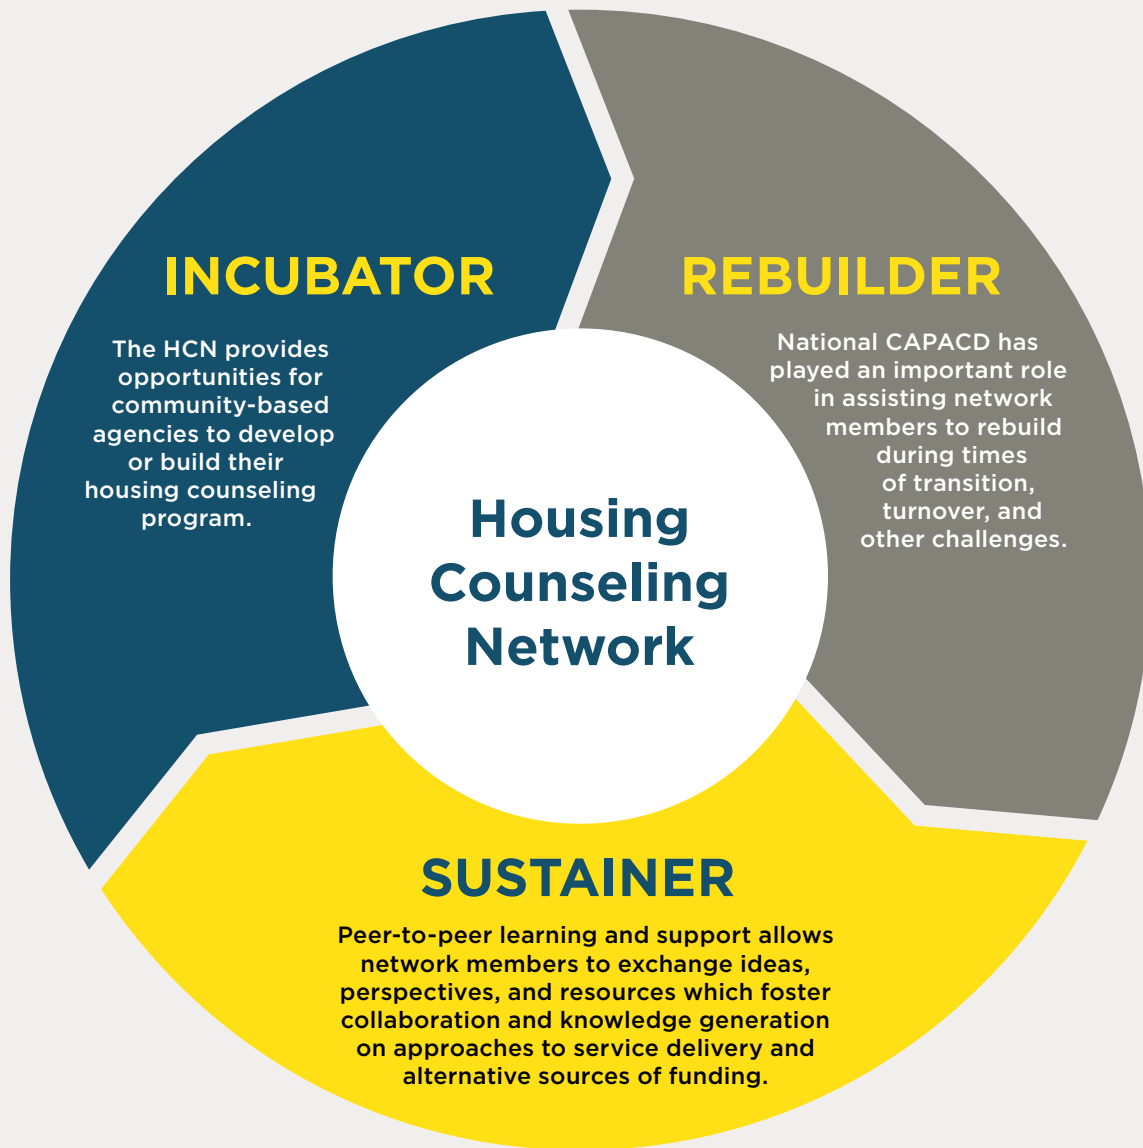 INCUBATOR
The HCN provides
opportunities for
community-based
agencies to develop
or build their
housing counseling
program.
REBUILDER
National CAPACD has
played an important role
in assisting network
members to rebuild
during times
of transition,
turnover, and
other challenges.
Housing
Counseling
Network
SUSTAINER
Peer-to-peer learning and support allows
network members to exchange ideas,
perspectives, and resources which foster
collaboration and knowledge generation
on approaches to service delivery and
alternative sources of funding.